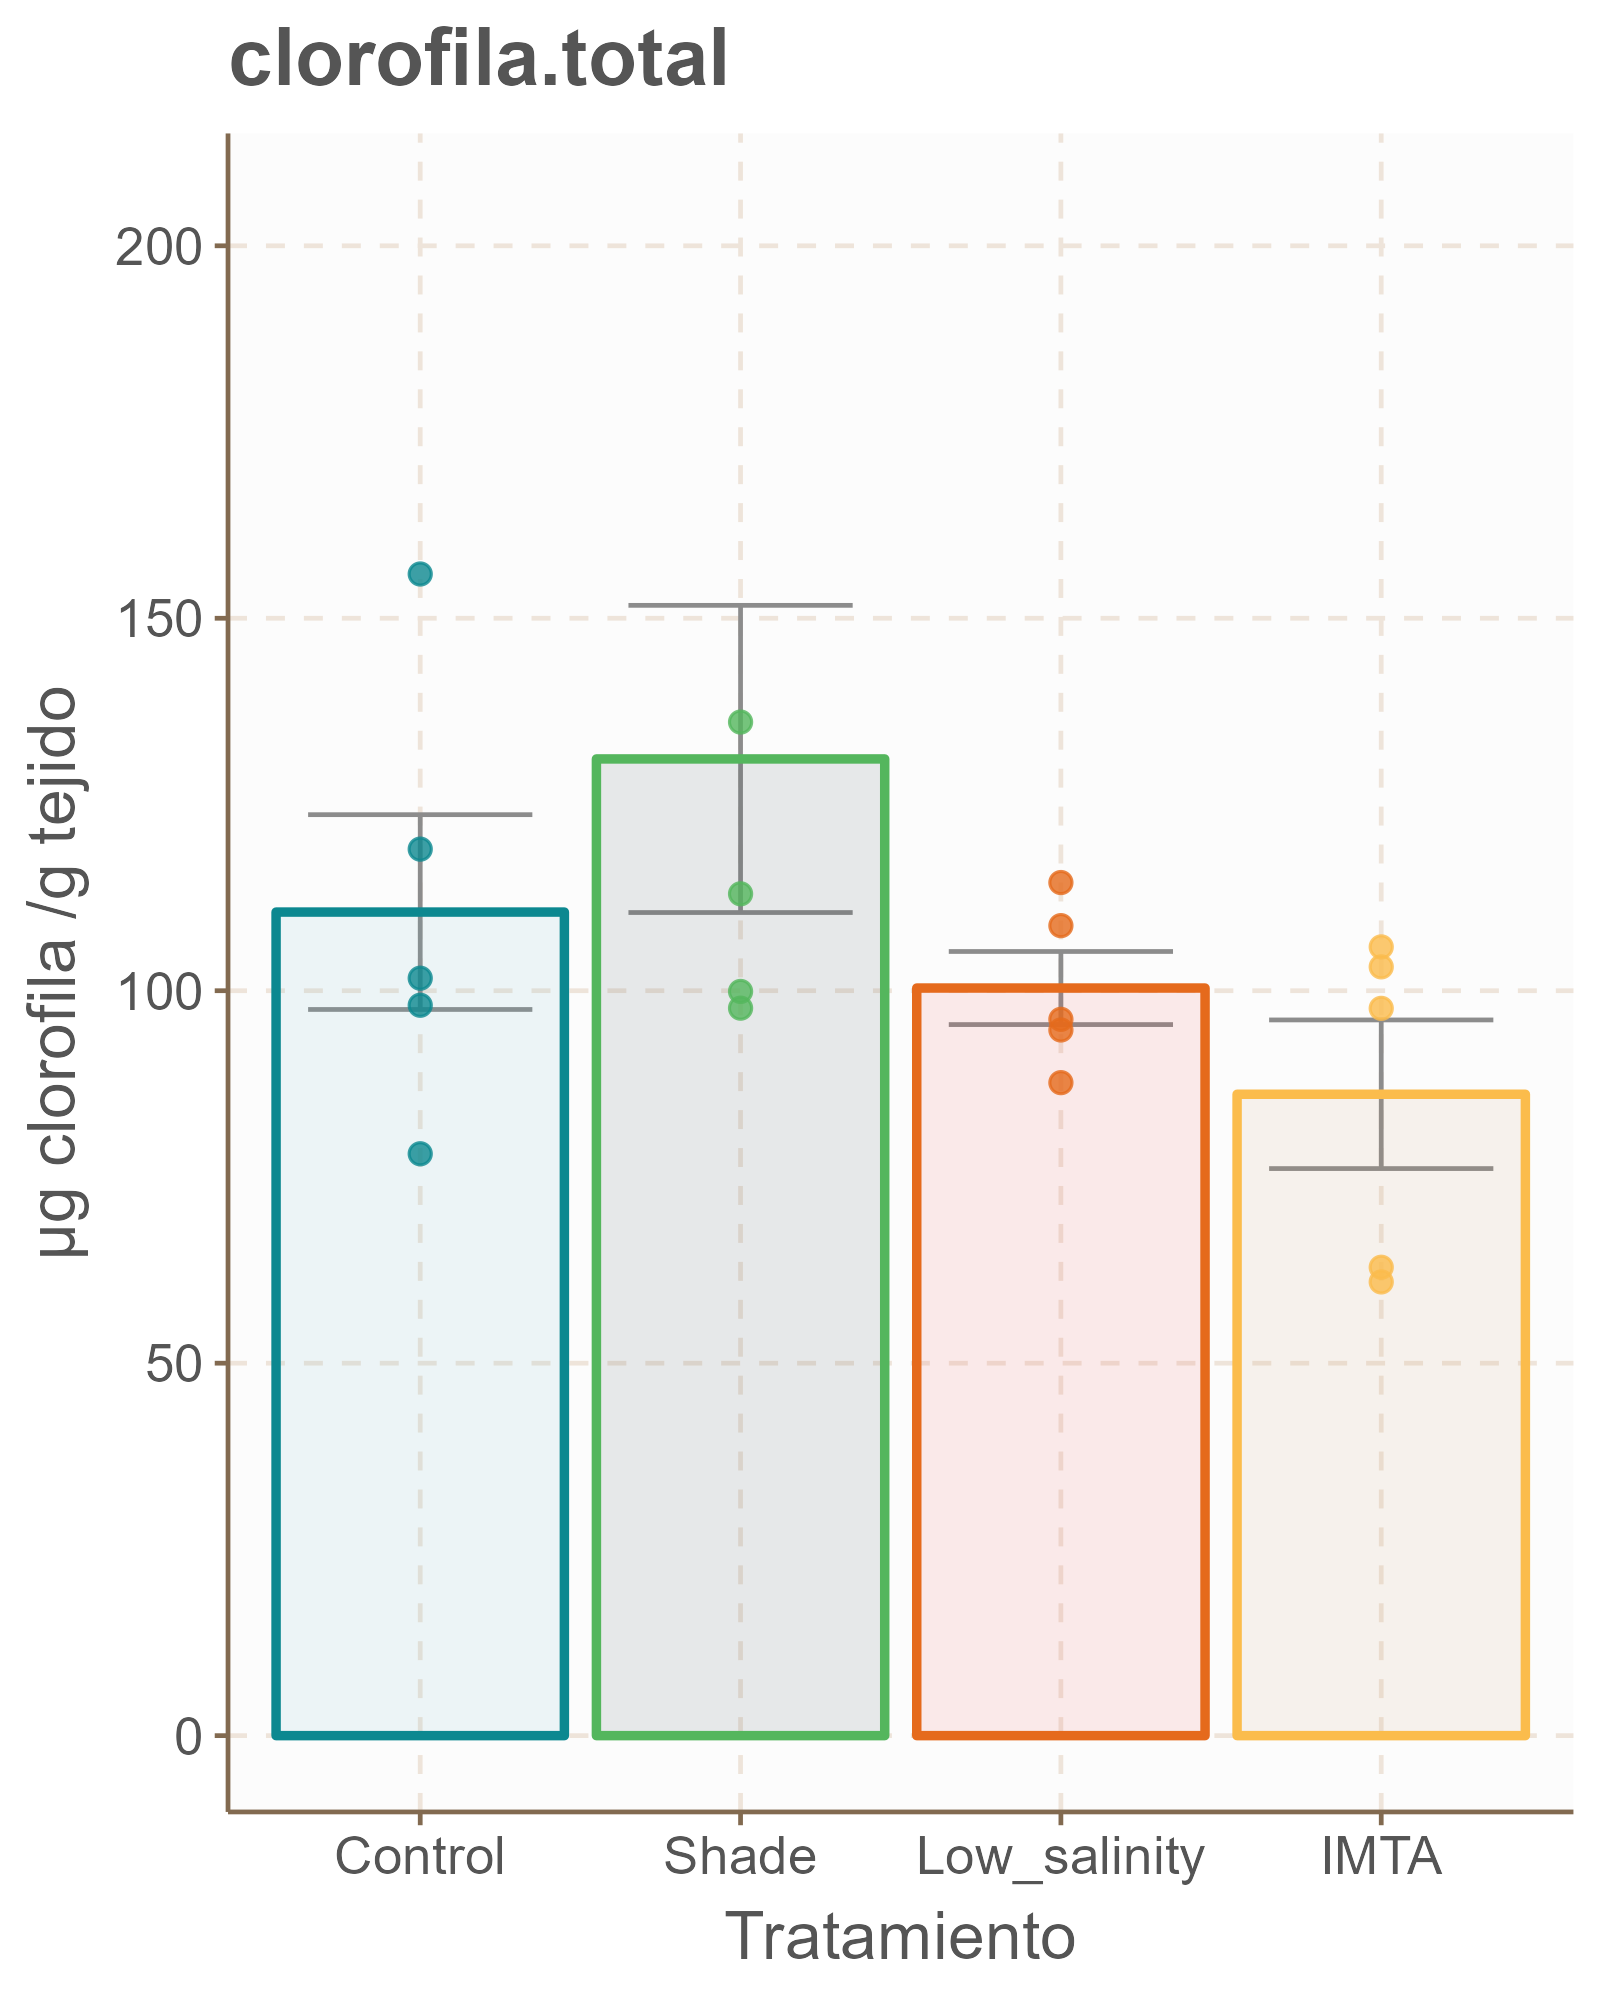 clorofila.total
200
150
100
50
0
µg clorofila /g tejido
Control Shade Low_salinity IMTA
Tratamiento